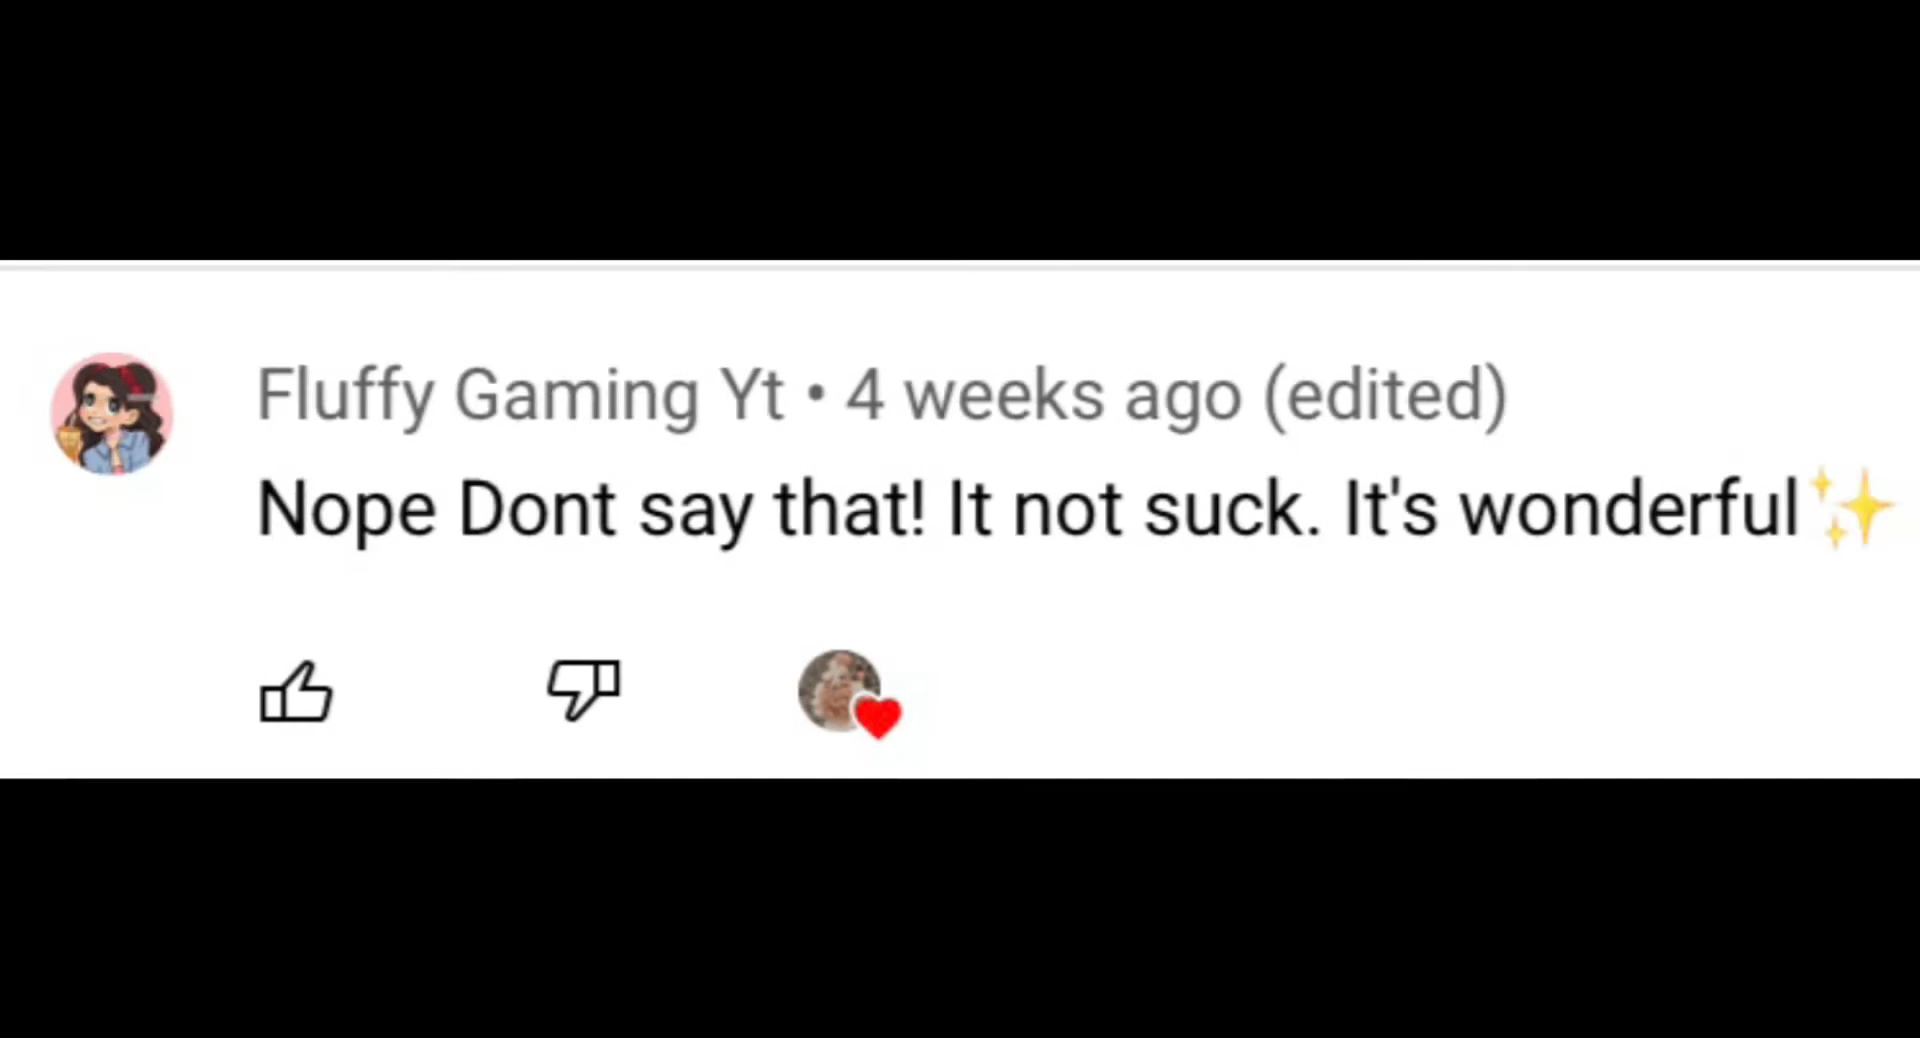 Fluffy Gaming Yt • 4 weeks ago (edited)
Nope Dont say that! It not suck. It's wonderful✨